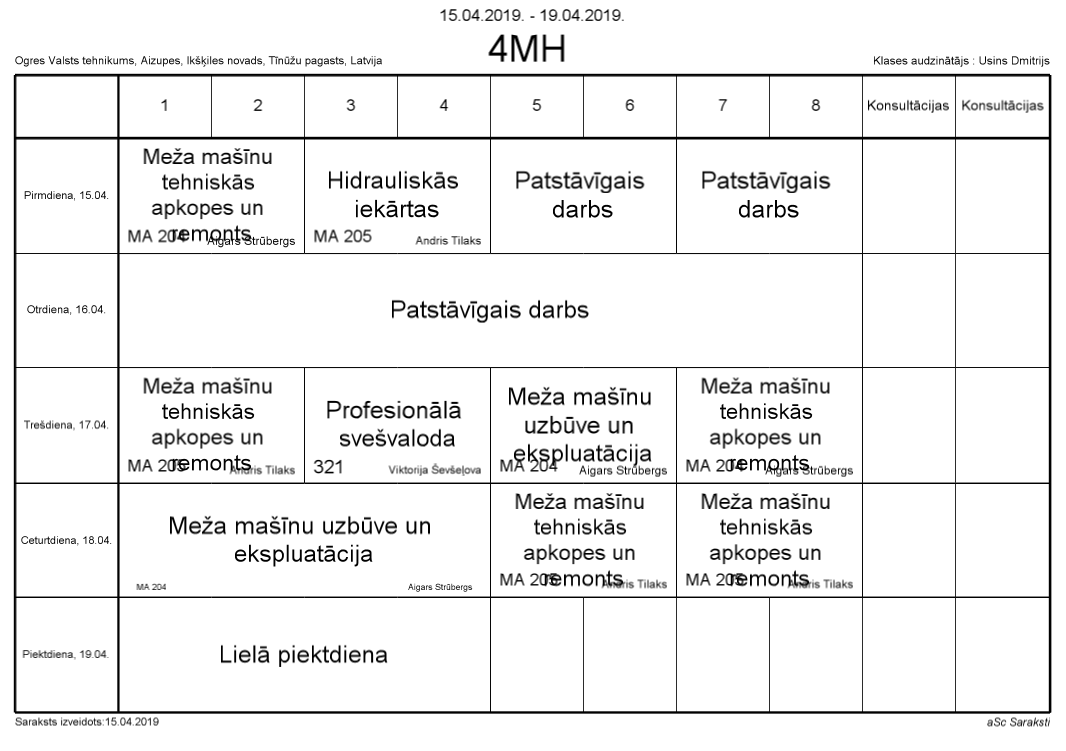 15.04.2019. - 19.04.2019.
4MH
Ogres Valsts tehnikums, Aizupes, Ikšķiles novads, Tīnūžu pagasts, Latvija
Klases audzinātājs : Usins Dmitrijs
1 2 3 4 5 6 7 8 Konsultācijas Konsultācijas
Pirmdiena, 15.04.
Meža mašīnu
tehniskās
apkopes un
remonts
MA 204 Aigars Strūbergs
Hidrauliskās
iekārtas
MA 205 Andris Tilaks
Patstāvīgais
darbs
Patstāvīgais
darbs
Otrdiena, 16.04.
Patstāvīgais darbs
Trešdiena, 17.04.
Meža mašīnu
tehniskās
apkopes un
remonts
MA 205 Andris Tilaks
Profesionālā
svešvaloda
321 Viktorija Ševšeļova
Meža mašīnu
uzbūve un
ekspluatācija
MA 204 Aigars Strūbergs
Meža mašīnu
tehniskās
apkopes un
remonts
MA 204 Aigars Strūbergs
Ceturtdiena, 18.04.
Meža mašīnu uzbūve un
ekspluatācija
MA 204 Aigars Strūbergs
Meža mašīnu
tehniskās
apkopes un
remonts
MA 205 Andris Tilaks
Meža mašīnu
tehniskās
apkopes un
remonts
MA 205 Andris Tilaks
Piektdiena, 19.04.
Lielā piektdiena
Saraksts izveidots:15.04.2019
aSc Saraksti